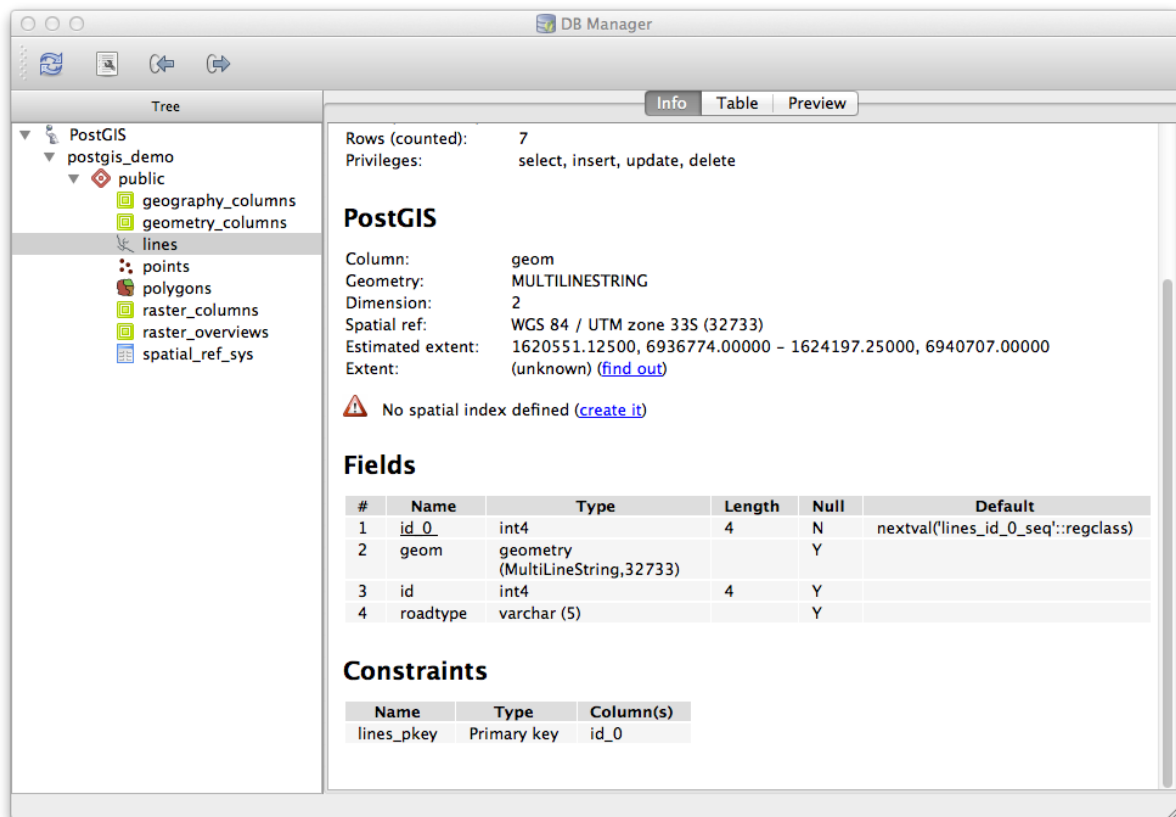 DB Manager
Tree
Info Table Preview
PostGIS
postgis_demo
public
geography_columns
geometry_columns
lines
points
polygons
raster_columns
raster_overviews
spatial_ref_sys
Rows (counted): 7
Privileges: select, insert, update, delete
PostGIS
Column: geom
Geometry: MULTILINESTRING
Dimension: 2
Spatial ref: WGS 84 / UTM zone 33S (32733)
Estimated extent: 1620551.12500, 6936774.00000 - 1624197.25000, 6940707.00000
Extent: (unknown) (find out)
No spatial index defined (create it)
Fields
# Name Type Length Null Default
1 id_0 int4 4 N nextval('lines_id_0_seq'::regclass)
2 geom geometry Y
(MultiLineString,32733)
3 id int4 4 Y
4 roadtype varchar (5) Y
Constraints
Name Type Column(s)
lines_pkey Primary key id_0